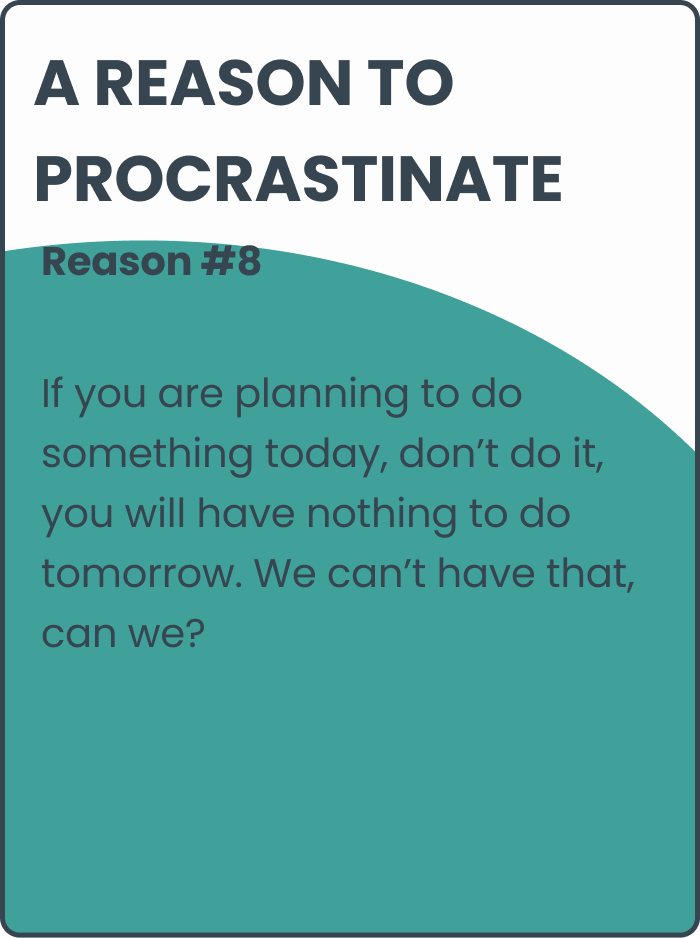 A REASON TO
PROCRASTINATE
Reason #8
If you are planning to do
something today, don’t do it,
you will have nothing to do
tomorrow. We can’t have that,
can we?